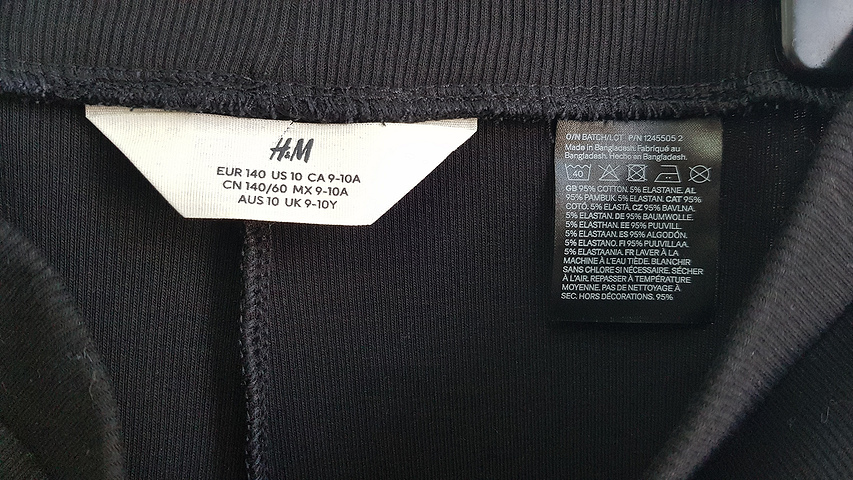 H&M
EUR 140 US 10 CA 9-10A
CN 140/60 MX 9-10A
AUS 10 UK 9-10Y
O/N BATCH/LOT P/N 1245505 2
Made in Bangladesh. Fabriqué au
Bangladesh. Hecho en Bangladesh.
40
GB 95% COTTON. 5% ELASTANE. AL
95% PAMBUK. 5% ELASTAN. CAT 95%
COTÓ. 5% ELASTÀ. CZ 95% BAVLNA.
5% ELASTAN. DE 95% BAUMWOLLE.
5% ELASTHAN. EE 95% PUUVILL.
5% ELASTAAN. ES 95% ALGODÓN.
5% ELASTANO. FI 95% PUUVILLAA.
5% ELASTAANIA. FR LAVER À LA
MACHINE À L'EAU TIÈDE. BLANCHIR
SANS CHLORE SI NÉCESSAIRE. SÉCHER
À L'AIR. REPASSER À TEMPÉRATURE
MOYENNE. PAS DE NETTOYAGE À
SEC. HORS DÉCORATIONS. 95%